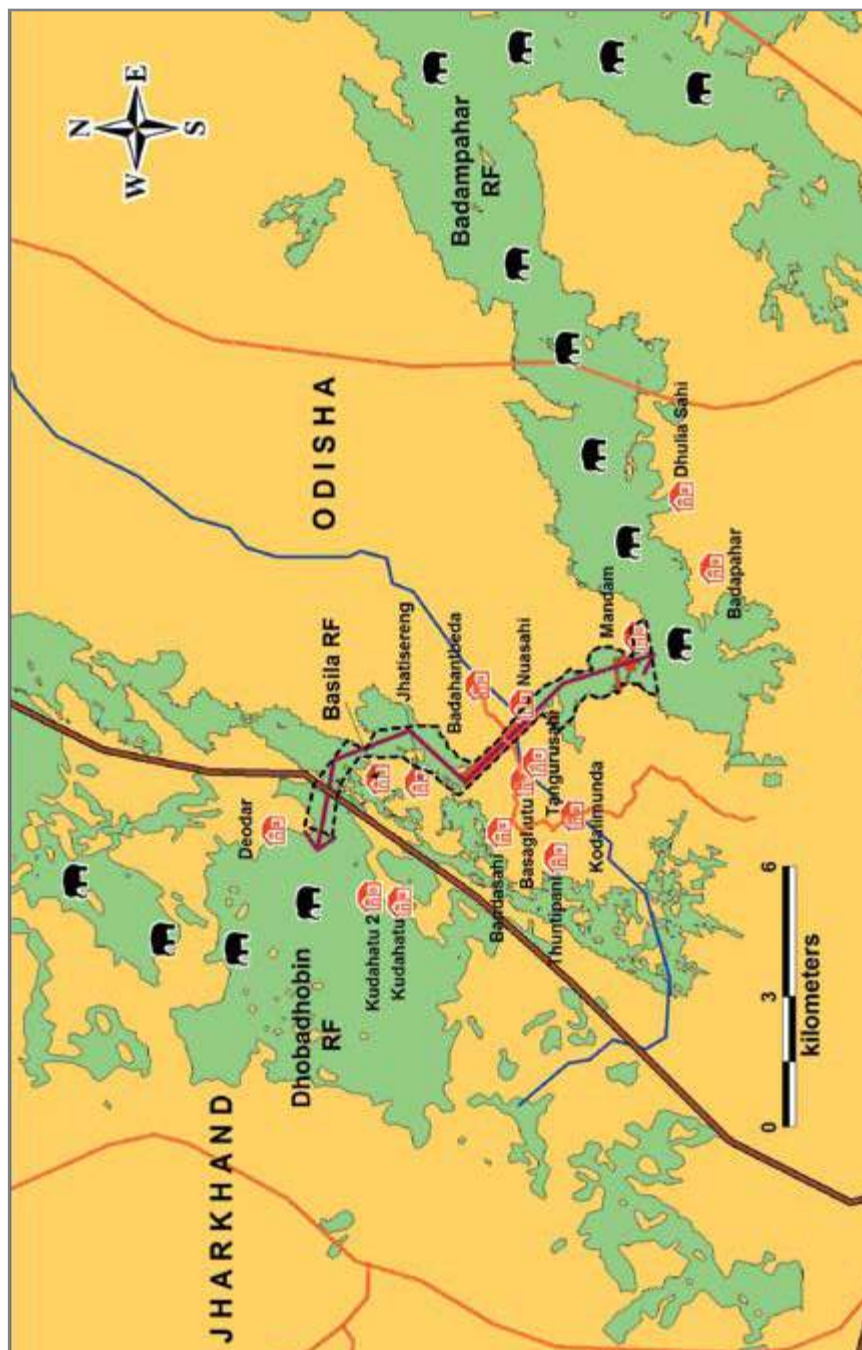 N
E
W
S
JHARKHAND
ODISHA
Dhobadhobin
RF
Deodar
Kudahatu 2
Kudahatu
Basila RF
Jhatisereng
Badahantbeda
Nuasahi
Bandasahi
Basaghutu
Tangurusahi
Thuntipani
Kodalimunda
Mandam
Badapahar
Dhulia Sahi
Badampahar
RF
0 3 6
kilometers